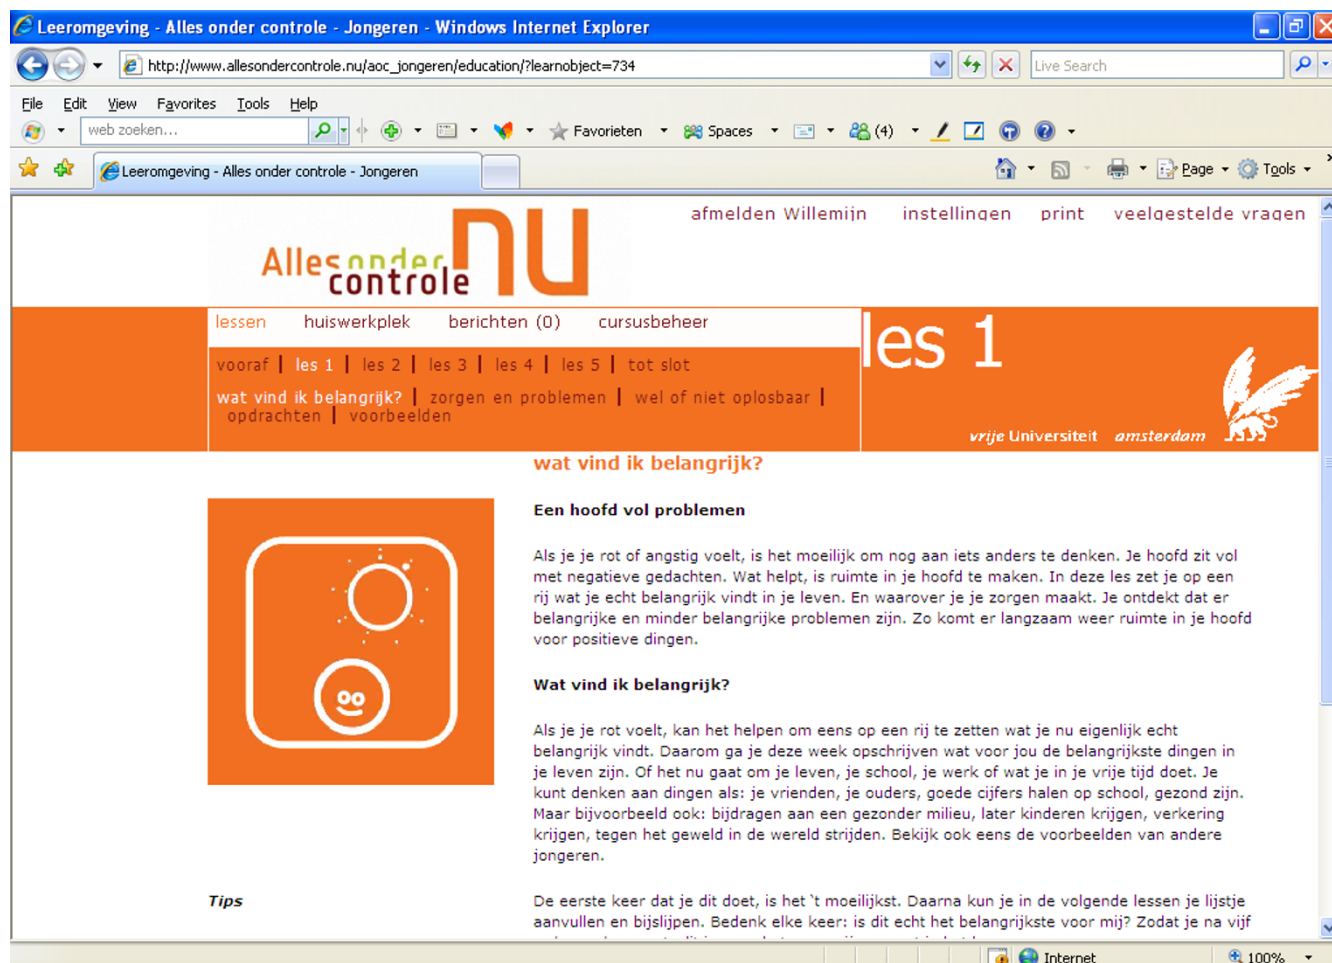 Leeromgeving - Alles onder controle - Jongeren - Windows Internet Explorer
http://www.allesondercontrole.nu/aoc_jongeren/education/?learnobject=734
Live Search
File Edit View Favorites Tools Help
web zoeken...
Favorieten
Spaces
(4)
Leeromgeving - Alles onder controle - Jongeren
Page
Tools
afmelden Willemijn instellingen print veelgestelde vragen
Alles onder
controle
nu
lessen huiswerkplek berichten (0) cursusbeheer
les 1
vooraf | les 1 | les 2 | les 3 | les 4 | les 5 | tot slot
wat vind ik belangrijk? | zorgen en problemen | wel of niet oplosbaar |
opdrachten | voorbeelden
vrije Universiteit amsterdam
wat vind ik belangrijk?
Een hoofd vol problemen
Als je je rot of angstig voelt, is het moeilijk om nog aan iets anders te denken. Je hoofd zit vol
met negatieve gedachten. Wat helpt, is ruimte in je hoofd te maken. In deze les zet je op een
rij wat je echt belangrijk vindt in je leven. En waarover je je zorgen maakt. Je ontdekt dat er
belangrijke en minder belangrijke problemen zijn. Zo komt er langzaam weer ruimte in je hoofd
voor positieve dingen.
Wat vind ik belangrijk?
Als je je rot voelt, kan het helpen om eens op een rij te zetten wat je nu eigenlijk echt
belangrijk vindt. Daarom ga je deze week opschrijven wat voor jou de belangrijkste dingen in
je leven zijn. Of het nu gaat om je leven, je school, je werk of wat je in je vrije tijd doet. Je
kunt denken aan dingen als: je vrienden, je ouders, goede cijfers halen op school, gezond zijn.
Maar bijvoorbeeld ook: bijdragen aan een gezonder milieu, later kinderen krijgen, verkering
krijgen, tegen het geweld in de wereld strijden. Bekijk ook eens de voorbeelden van andere
jongeren.
Tips
De eerste keer dat je dit doet, is het ‘t moeilijkst. Daarna kun je in de volgende lessen je lijstje
aanvullen en bijslijpen. Bedenk elke keer: is dit echt het belangrijkste voor mij? Zodat je na vijf
Internet
100%